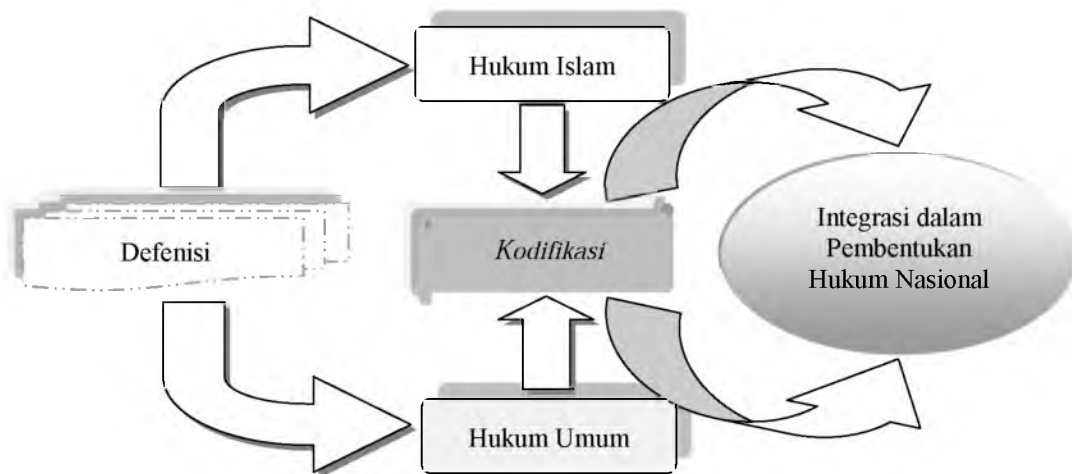 Hukum Islam
Defenisi
Kodifikasi
Integrasi dalam
Pembentukan
Hukum Nasional
Hukum Umum